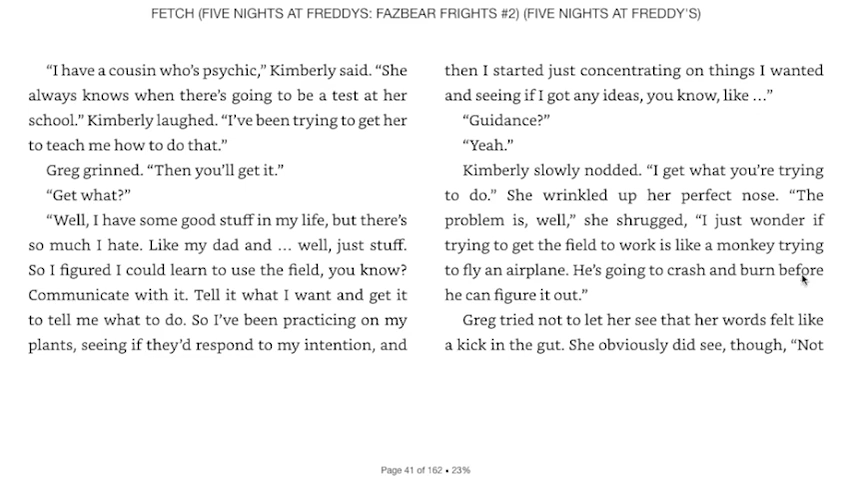 FETCH (FIVE NIGHTS AT FREDDYS: FAZBEAR FRIGHTS #2) (FIVE NIGHTS AT FREDDY'S)
“I have a cousin who’s psychic,” Kimberly said. “She
always knows when there’s going to be a test at her
school.” Kimberly laughed. “I’ve been trying to get her
to teach me how to do that.”
Greg grinned. “Then you’ll get it.”
“Get what?”
“Well, I have some good stuff in my life, but there’s
so much I hate. Like my dad and … well, just stuff.
So I figured I could learn to use the field, you know?
Communicate with it. Tell it what I want and get it
to tell me what to do. So I’ve been practicing on my
plants, seeing if they’d respond to my intention, and
then I started just concentrating on things I wanted
and seeing if I got any ideas, you know, like …”
“Guidance?”
“Yeah.”
Kimberly slowly nodded. “I get what you’re trying
to do.” She wrinkled up her perfect nose. “The
problem is, well,” she shrugged, “I just wonder if
trying to get the field to work is like a monkey trying
to fly an airplane. He’s going to crash and burn before
he can figure it out.”
Greg tried not to let her see that her words felt like
a kick in the gut. She obviously did see, though, “Not
Page 41 of 162 • 23%